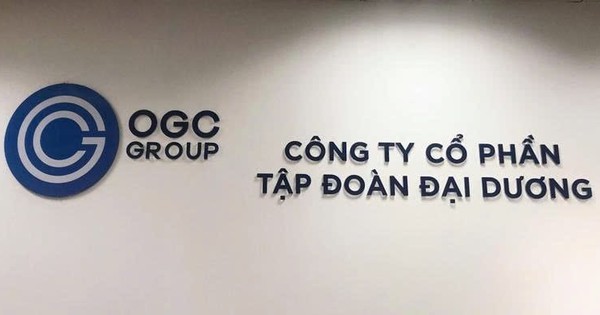 OGC
GROUP
CÔNG TY CỔ PHẦN
TẬP ĐOÀN ĐẠI DƯƠNG